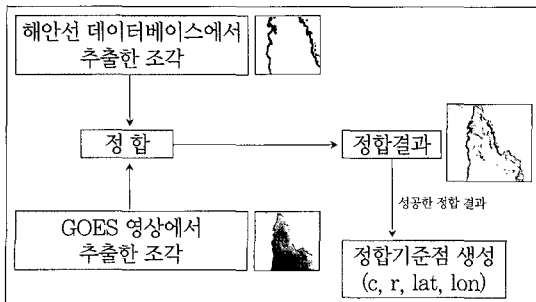 해안선 데이터베이스에서
추출한 조각
정 합
정합결과
성공한 정합 결과
GOES 영상에서
추출한 조각
정합기준점 생성
(c, r, lat, lon)